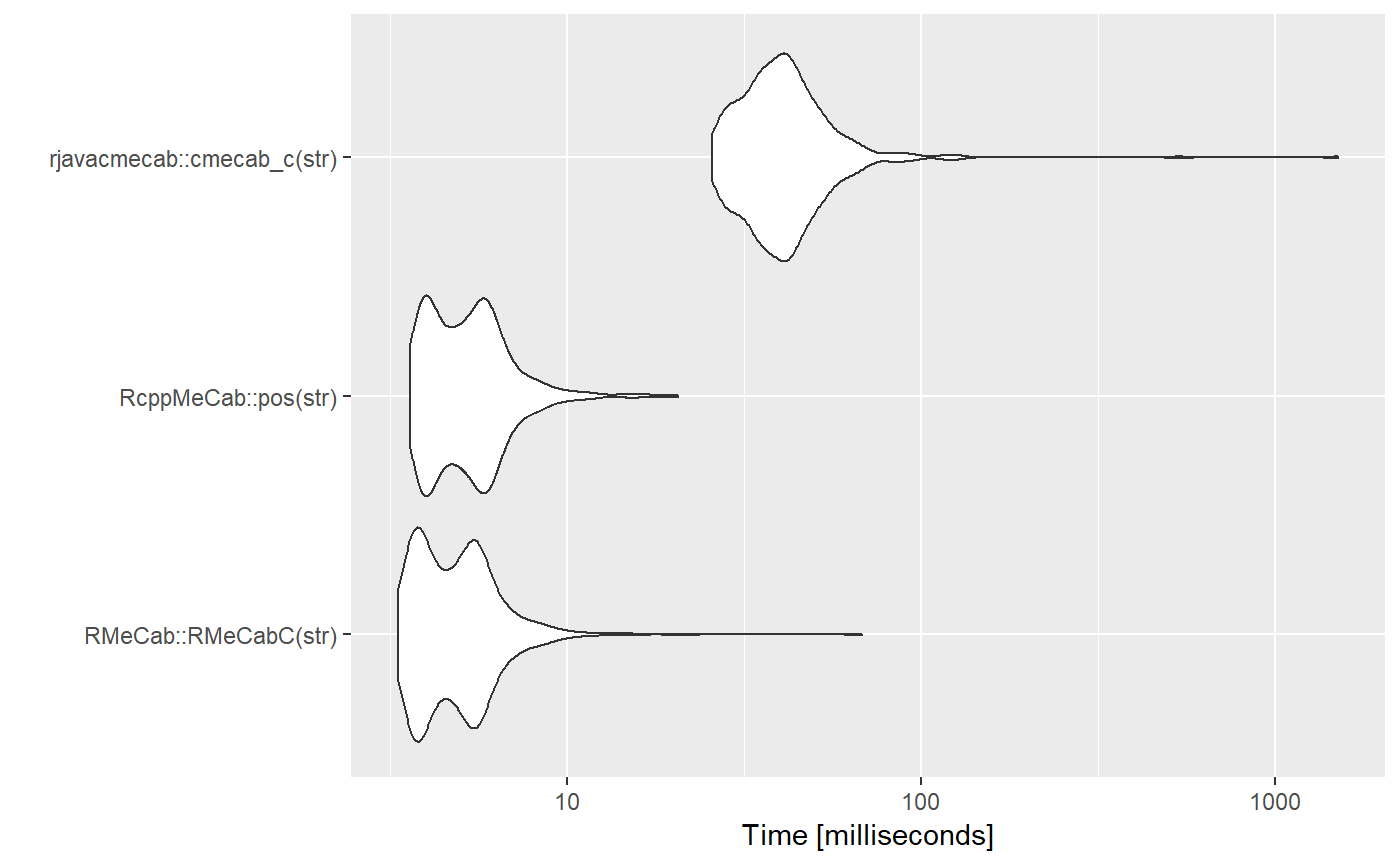 rjavacmecab::cmecab_c(str)
RcppMeCab::pos(str)
RMeCab::RMeCabC(str)
10
100
1000
Time [milliseconds]